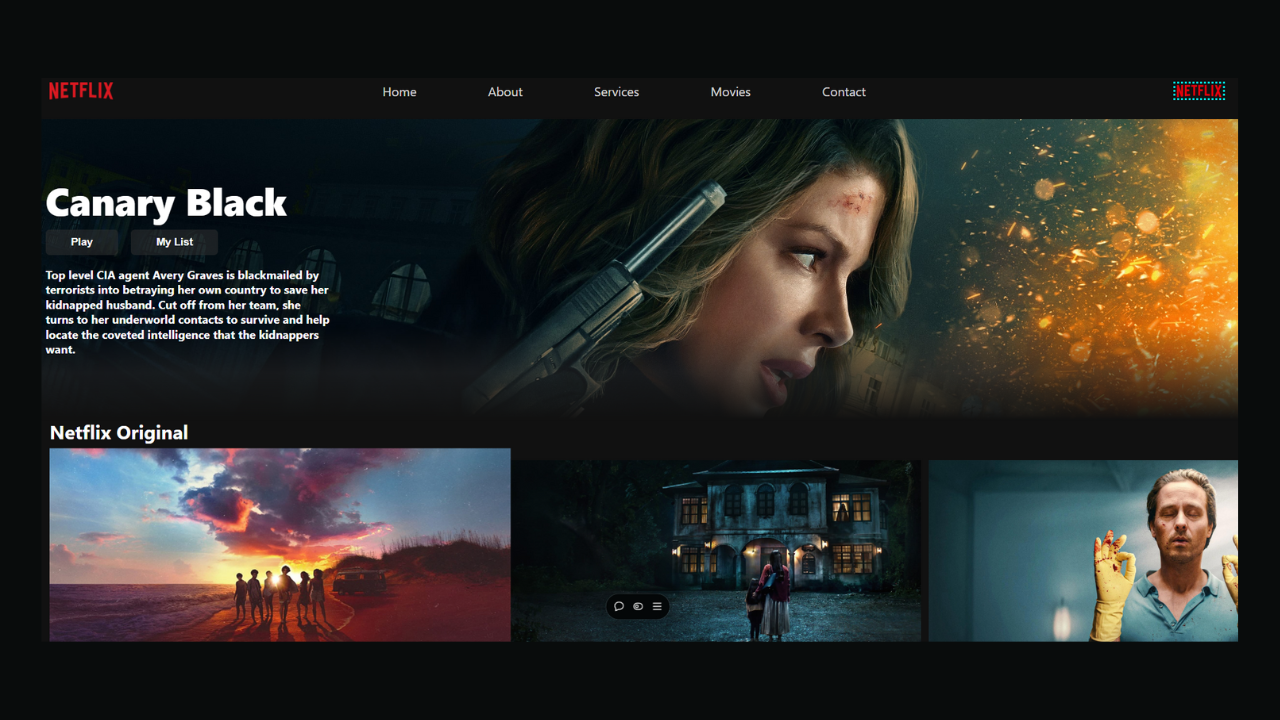 NETFLIX
Home
About
Services
Movies
Contact
NETFLIX
Canary Black
Play
My List
Top level CIA agent Avery Graves is blackmailed by
terrorists into betraying her own country to save her
kidnapped husband. Cut off from her team, she
turns to her underworld contacts to survive and help
locate the coveted intelligence that the kidnappers
want.
Netflix Original